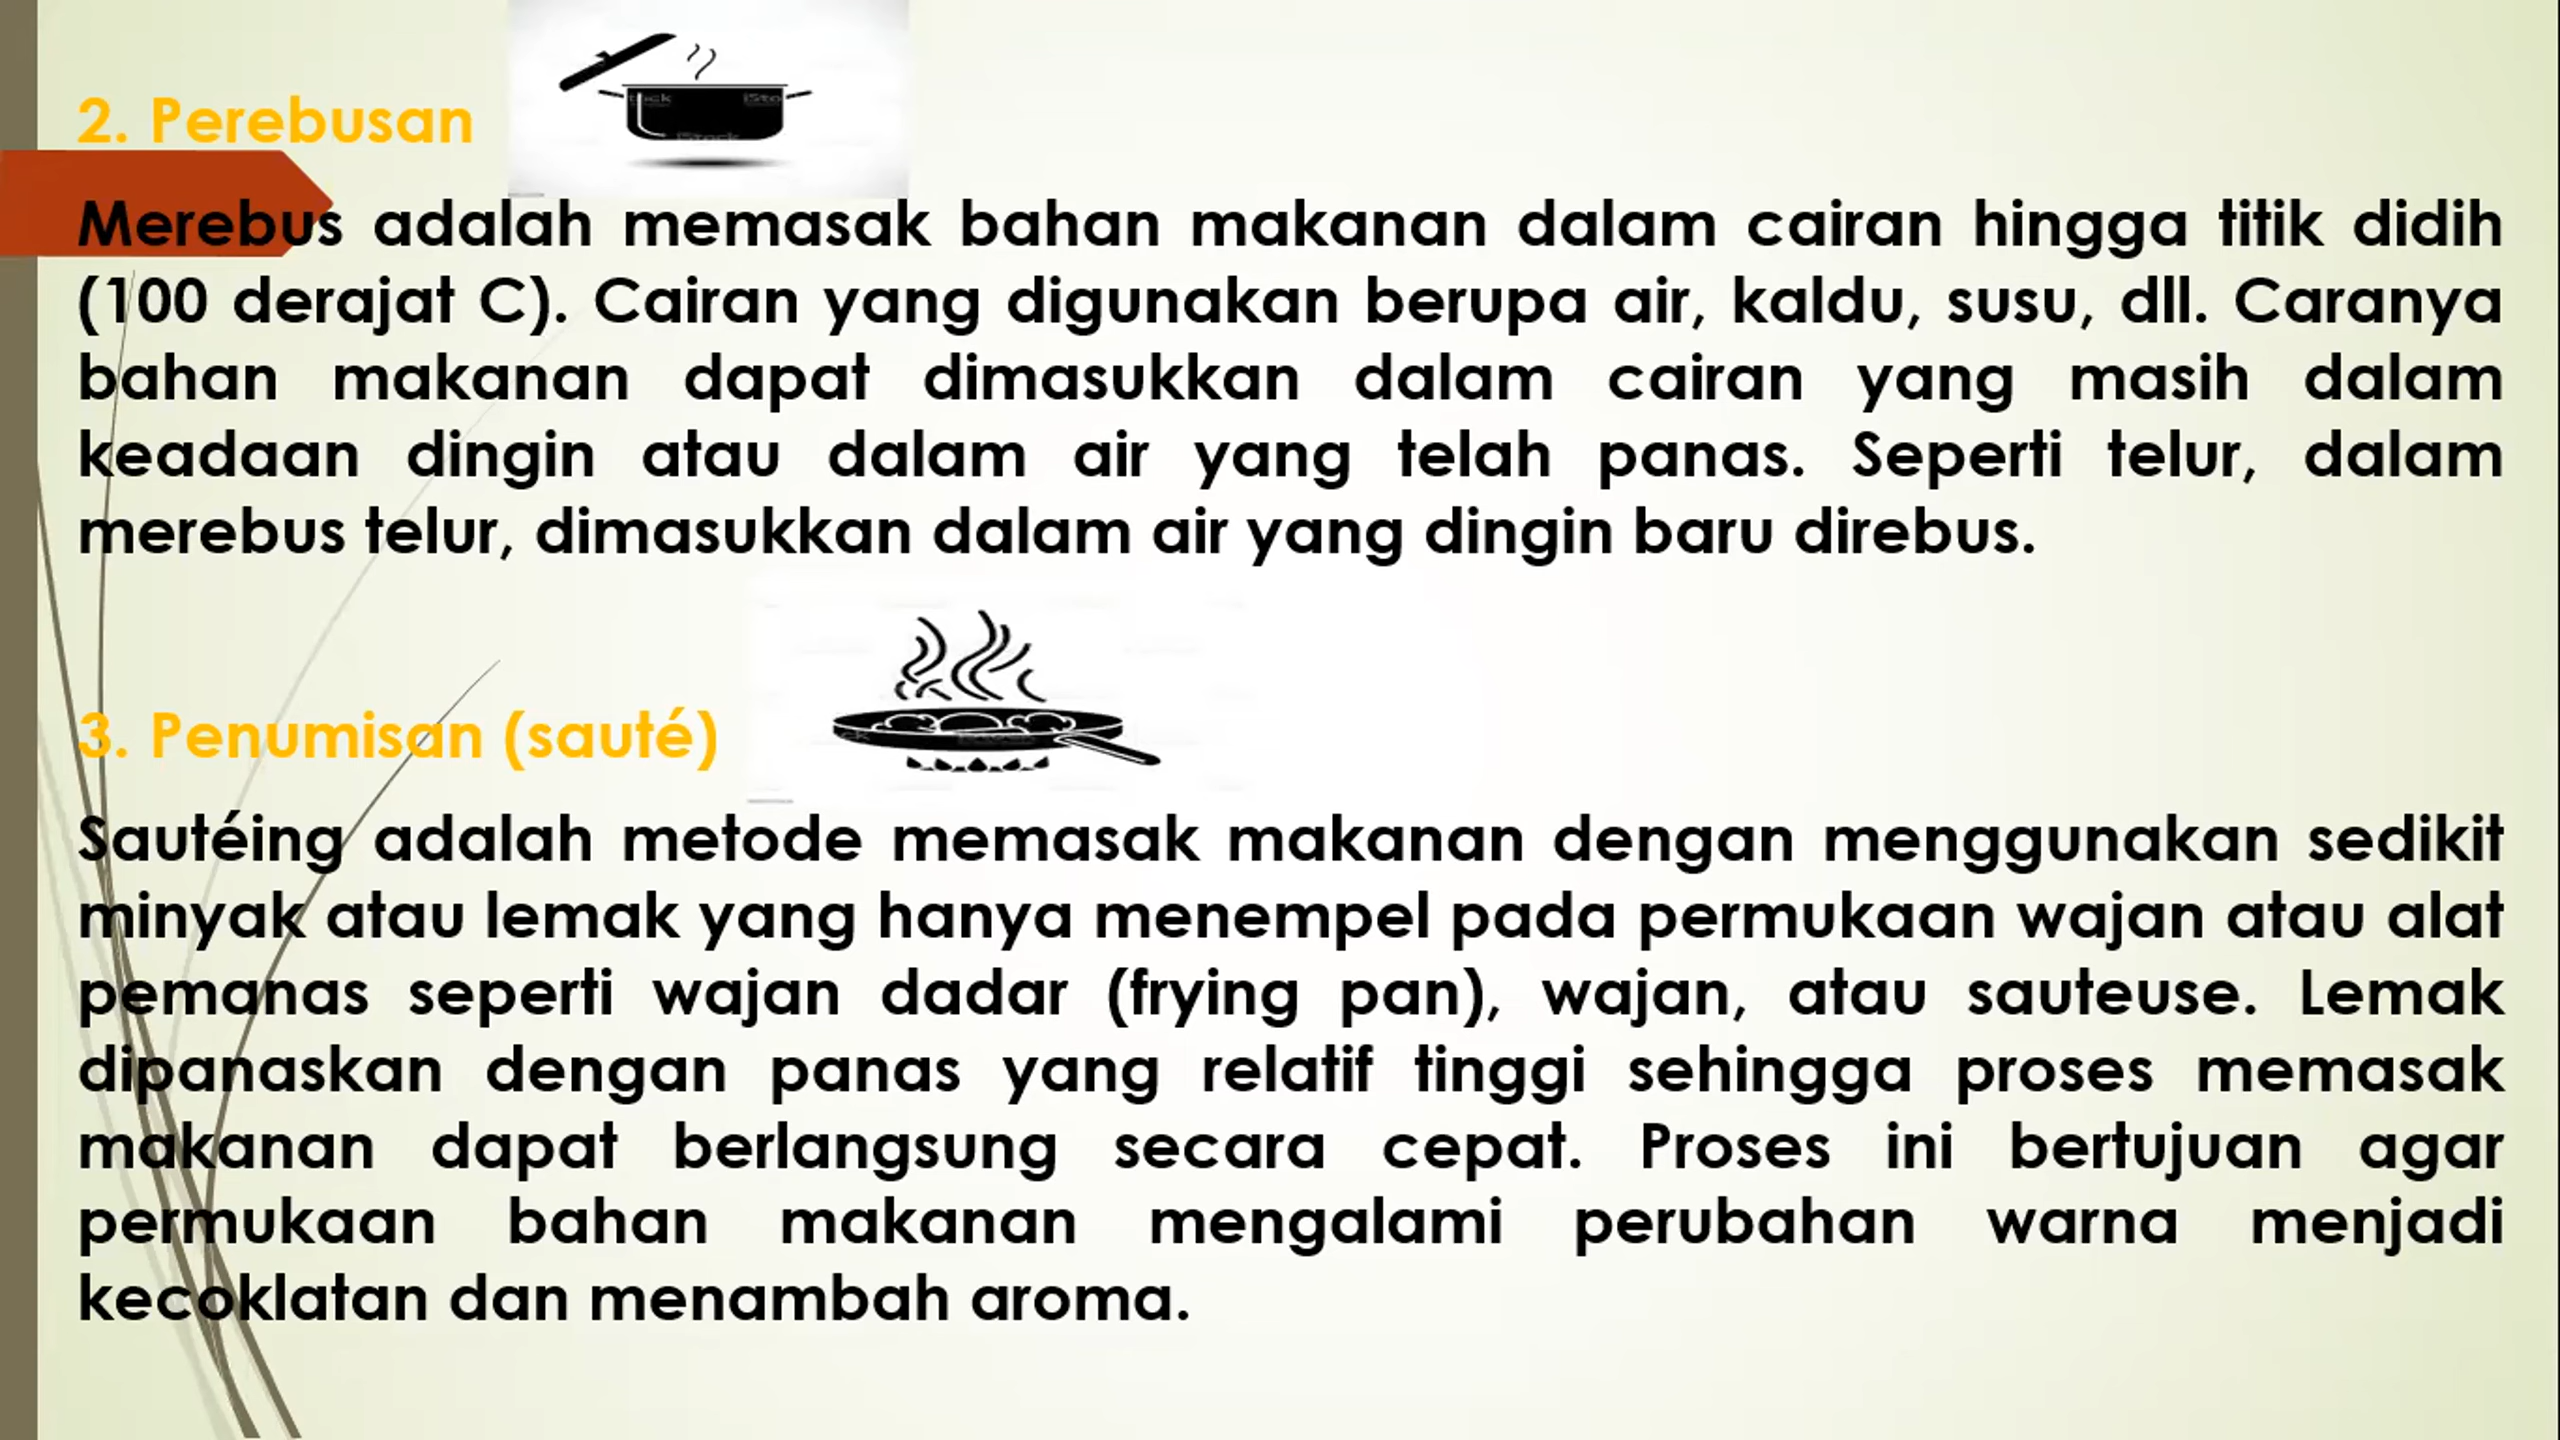 2. Perebusan
Merebus adalah memasak bahan makanan dalam cairan hingga titik didih
(100 derajat C). Cairan yang digunakan berupa air, kaldu, susu, dll. Caranya
bahan makanan dapat dimasukkan dalam cairan yang masih dalam
keadaan dingin atau dalam air yang telah panas. Seperti telur, dalam
merebus telur, dimasukkan dalam air yang dingin baru direbus.
3. Penumisan (sauté)
Sautéing adalah metode memasak makanan dengan menggunakan sedikit
minyak atau lemak yang hanya menempel pada permukaan wajan atau alat
pemanas seperti wajan dadar (frying pan), wajan, atau sauteuse. Lemak
dipanaskan dengan panas yang relatif tinggi sehingga proses memasak
makanan dapat berlangsung secara cepat. Proses ini bertujuan agar
permukaan bahan makanan mengalami perubahan warna menjadi
kecoklatan dan menambah aroma.